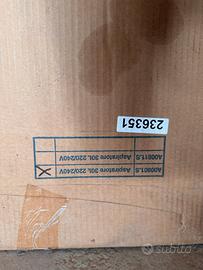 236351
A00811.S Aspiratore 30L 220/240V
A00801.S Aspiratore 30L 220/240V X
subito